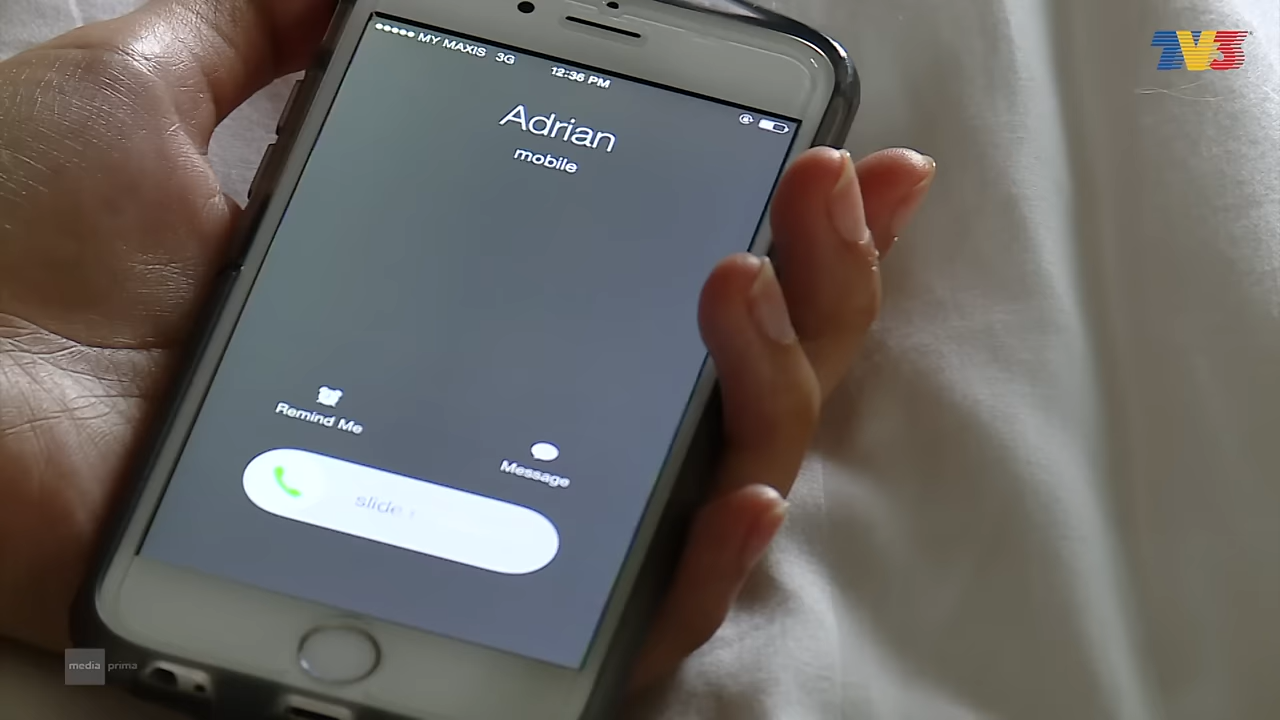 TV3
MY MAXIS 3G 12:36 PM
Adrian
mobile
Remind Me
Message
slide
media prima